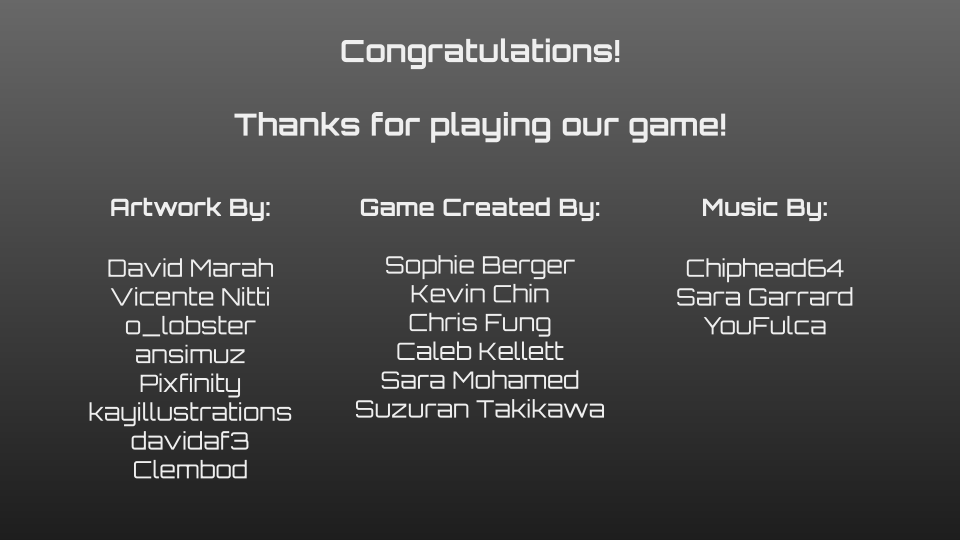 Congratulations!
Thanks for playing our game!
Artwork By:
David Marah
Vicente Nitti
o_lobster
ansimuz
Pixfinity
kayillustrations
davidaf3
Clembod
Game Created By:
Sophie Berger
Kevin Chin
Chris Fung
Caleb Kellett
Sara Mohamed
Suzuran Takikawa
Music By:
Chiphead64
Sara Garrard
YouFulca